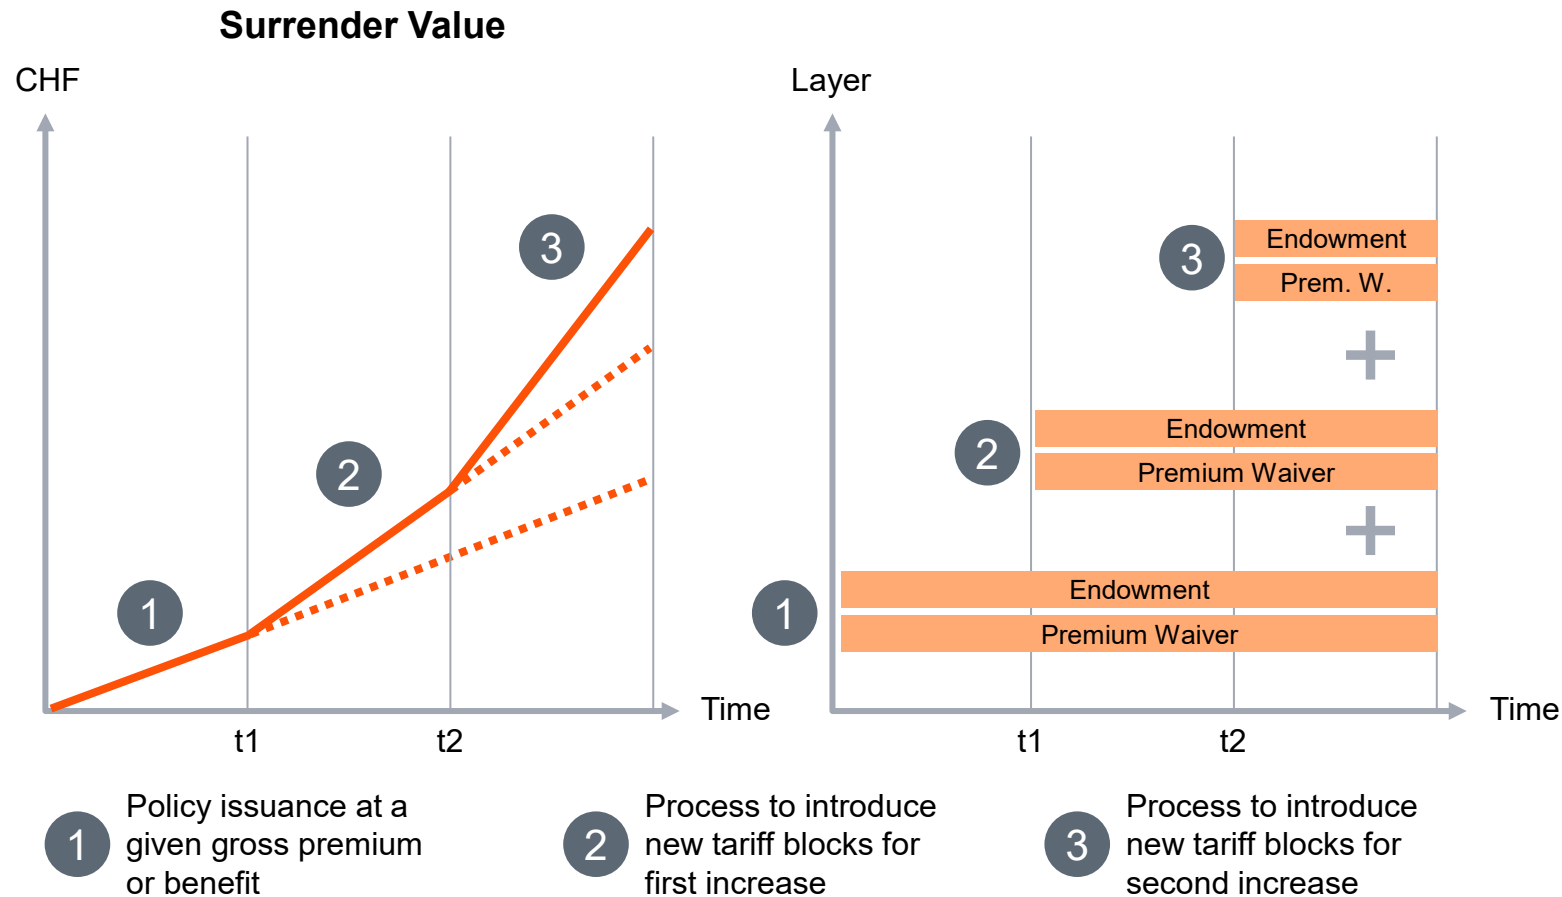 Surrender Value
CHF
3
2
1
Time
t1
t2
Layer
3
Endowment
Prem. W.
2
Endowment
Premium Waiver
1
Endowment
Premium Waiver
Time
t1
t2
1
Policy issuance at a
given gross premium
or benefit
2
Process to introduce
new tariff blocks for
first increase
3
Process to introduce
new tariff blocks for
second increase